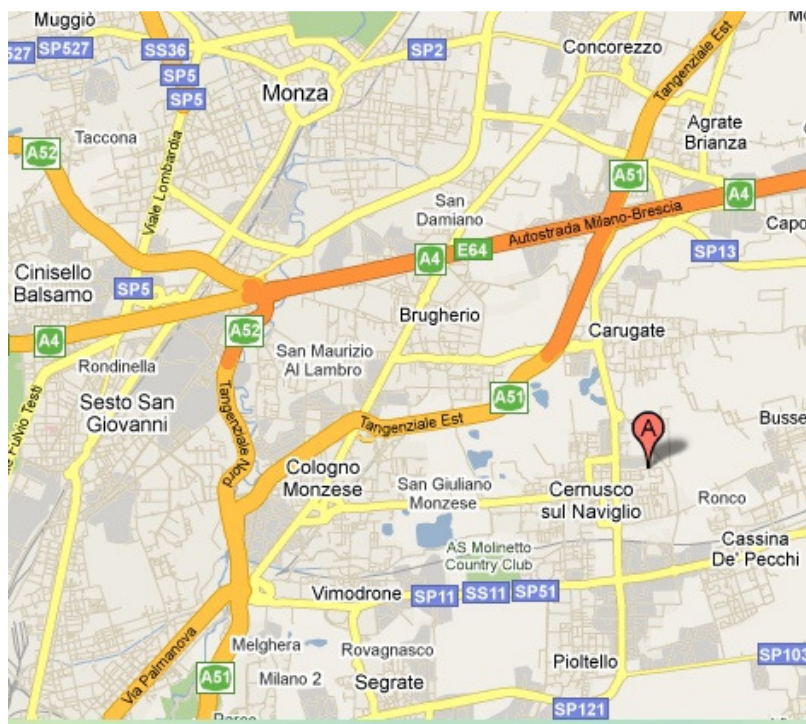 Muggiò
SP527
527
SS36
SP5
SP5
SP2
Concorezzo
Tangenziale Est
Monza
Taccona
A52
Viale Lombardia
Agrate
Brianza
A51
A4
San
Damiano
Autostrada Milano-Brescia
E64
A4
Capo
SP13
Cinisello
Balsamo
SP5
A52
A4
Brugherio
Carugate
Rondinella
San Maurizio
Al Lambro
Sesto San
Giovanni
Fulvio Testi
Tangenziale Nord
A51
Tangenziale Est
A
Busse
Cologno
Monzese
San Giuliano
Monzese
Cernusco
sul Naviglio
Ronco
Cassina
De' Pecchi
AS Molinetto
Country Club
Vimodrone
SP11
SS11
SP51
Via Palmanova
Melghera
Rovagnasco
Pioltello
SP103
A51
Milano 2
Segrate
SP121